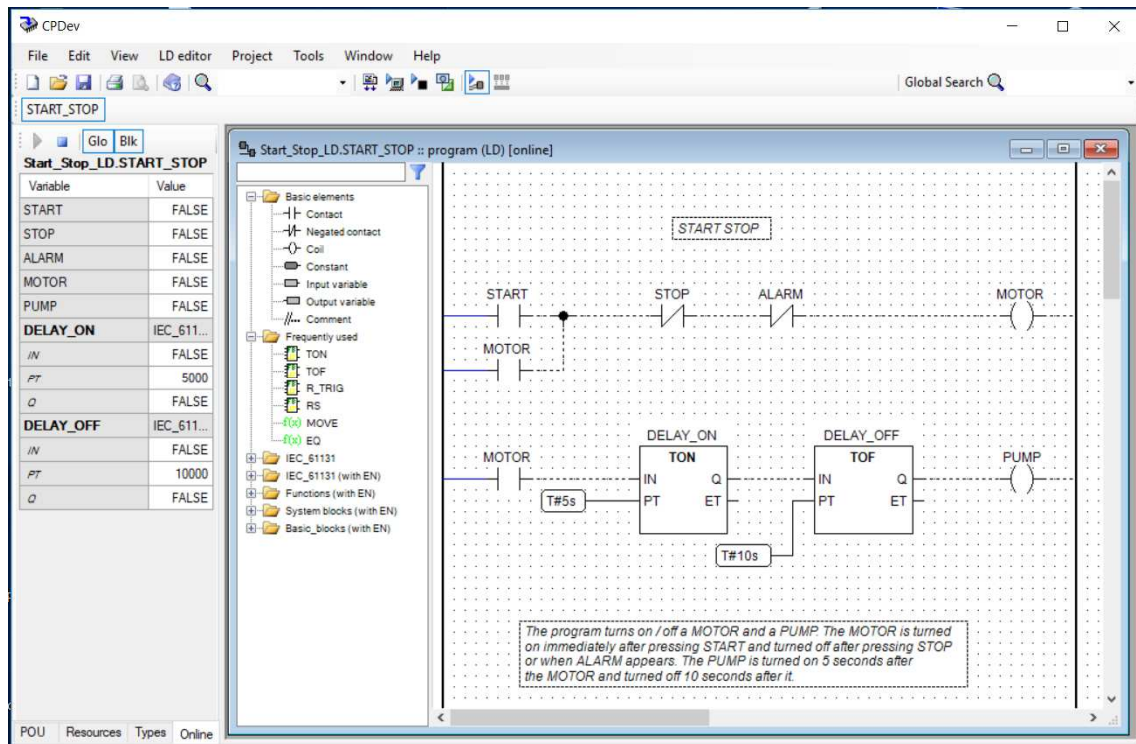 CPDev
File Edit View LD editor Project Tools Window Help
Global Search
START_STOP
Glo Blk
Start_Stop_LD.START_STOP
Variable Value
START FALSE
STOP FALSE
ALARM FALSE
MOTOR FALSE
PUMP FALSE
DELAY_ON IEC_611...
IN FALSE
PT 5000
Q FALSE
DELAY_OFF IEC_611...
IN FALSE
PT 10000
Q FALSE
POU Resources Types Online
Start_Stop_LD.START_STOP :: program (LD) [online]
Basic elements
Contact
Negated contact
Coil
Constant
Input variable
Output variable
//... Comment
Frequently used
TON
TOF
R_TRIG
RS
f(x) MOVE
f(x) EQ
IEC_61131
IEC_61131 (with EN)
Functions (with EN)
System blocks (with EN)
Basic_blocks (with EN)
START STOP
START STOP ALARM MOTOR
MOTOR
DELAY_ON DELAY_OFF
MOTOR TON TOF PUMP
IN Q IN Q
T#5s PT ET PT ET
T#10s
The program turns on / off a MOTOR and a PUMP. The MOTOR is turned
on immediately after pressing START and turned off after pressing STOP
or when ALARM appears. The PUMP is turned on 5 seconds after
the MOTOR and turned off 10 seconds after it.